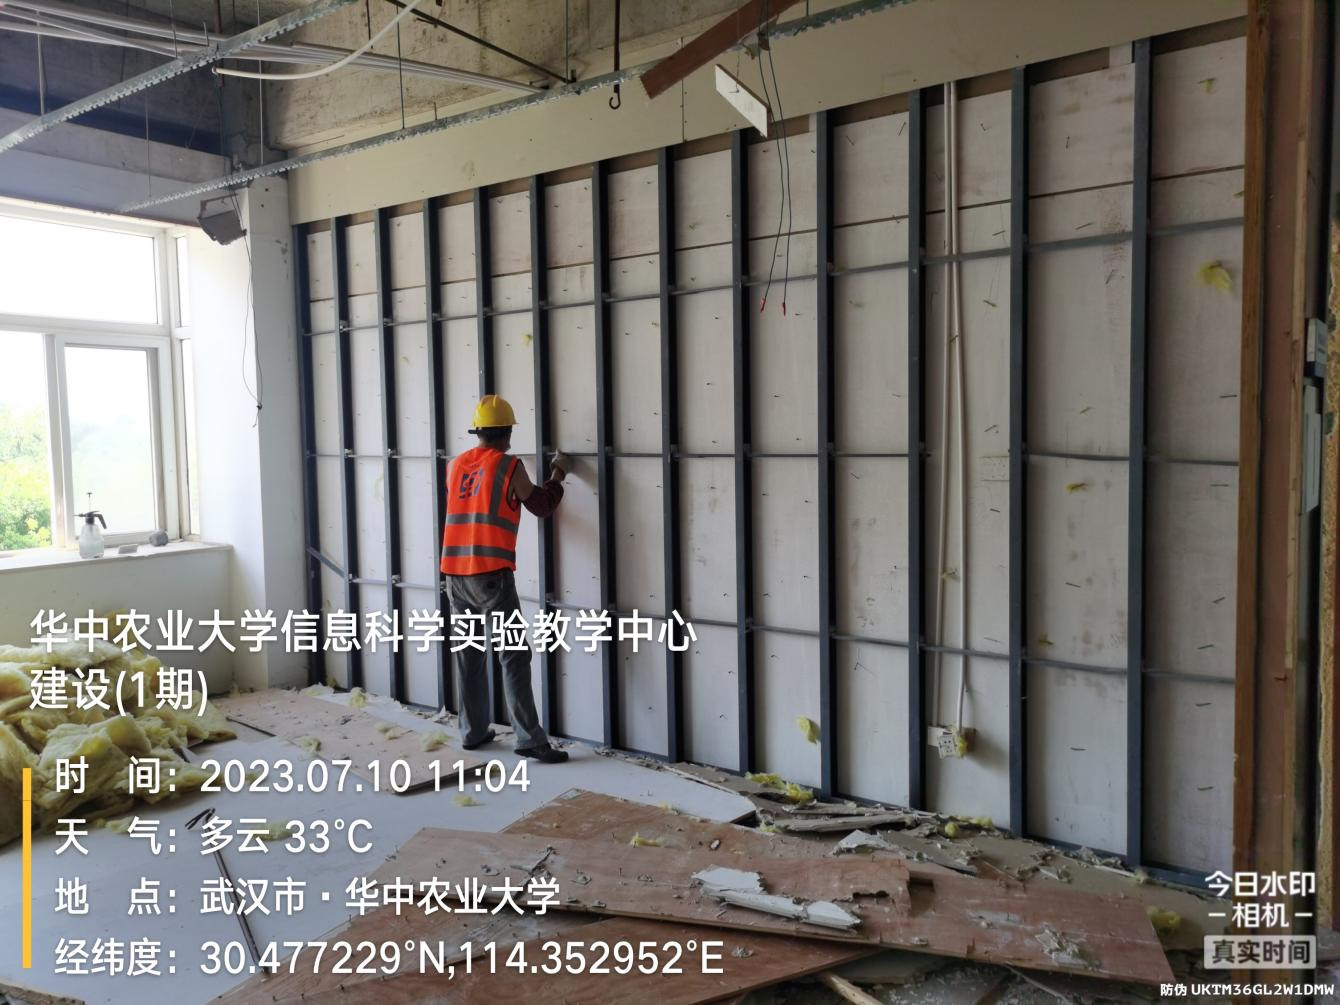 华中农业大学信息科学实验教学中心
建设(1期)
时 间：2023.07.10 11:04
天 气：多云 33°C
地 点：武汉市·华中农业大学
经纬度：30.477229°N,114.352952°E
今日水印
-相机-
真实时间
防伪 UKTM36GL2W1DMW